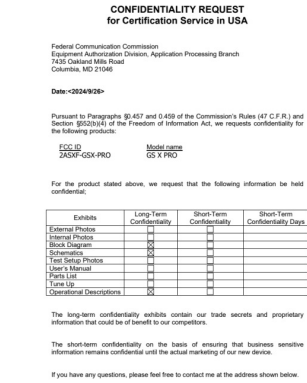 CONFIDENTIALITY REQUEST
for Certification Service in USA
Federal Communication Commission
Equipment Authorization Division, Application Processing Branch
7435 Oakland Mills Road
Columbia, MD 21046
Date:<2024/9/26>
Pursuant to Paragraphs §0.457 and 0.459 of the Commission's Rules (47 C.F.R.) and
Section §552(b)(4) of the Freedom of Information Act, we requests confidentiality for
the following products:
FCC ID Model name
2ASXF-GSX-PRO GS X PRO
For the product stated above, we request that the following information be held
confidential;
Exhibits Long-Term Confidentiality Short-Term Confidentiality Short-Term Confidentiality Days
External Photos ☐ ☐
Internal Photos ☐ ☐
Block Diagram ☒ ☐
Schematics ☒ ☐
Test Setup Photos ☐ ☐
User's Manual ☐ ☐
Parts List ☐ ☐
Tune Up ☐ ☐
Operational Descriptions ☒ ☐
The long-term confidentiality exhibits contain our trade secrets and proprietary
information that could be of benefit to our competitors.
The short-term confidentiality on the basis of ensuring that business sensitive
information remains confidential until the actual marketing of our new device.
If you have any questions, please feel free to contact me at the address shown below.